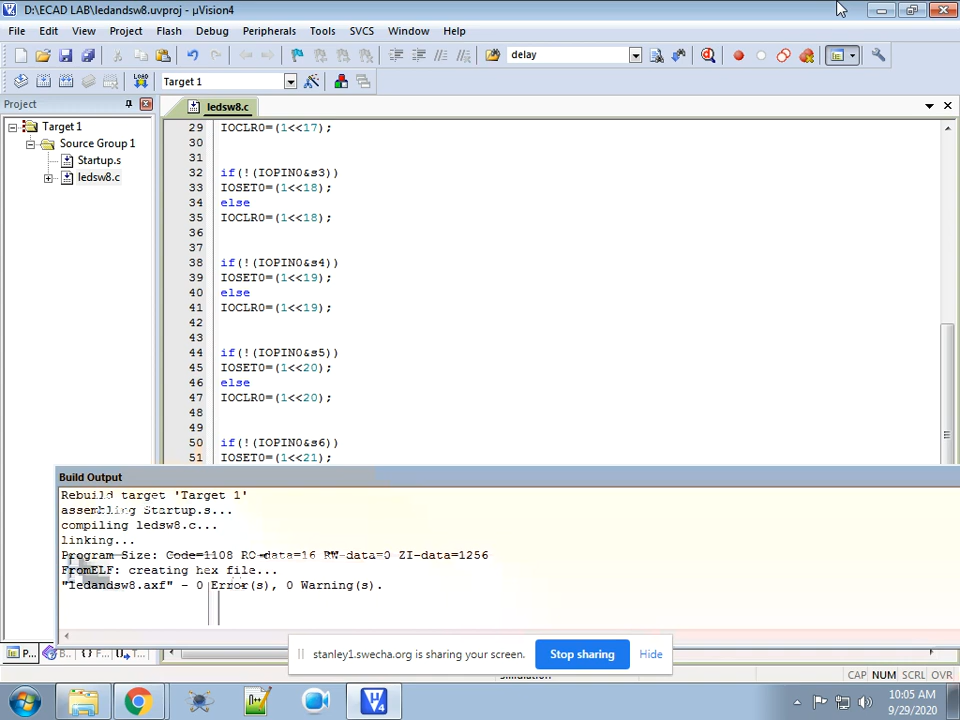 D:\ECAD LAB\ledandsw8.uvproj - µVision4
File Edit View Project Flash Debug Peripherals Tools SVCS Window Help
delay
LOAD Target 1
Project
ledsw8.c
Target 1
Source Group 1
Startup.s
ledsw8.c
29 IOCLR0=(1<<17);
30
31
32 if(!(IOPIN0&s3))
33 IOSET0=(1<<18);
34 else
35 IOCLR0=(1<<18);
36
37
38 if(!(IOPIN0&s4))
39 IOSET0=(1<<19);
40 else
41 IOCLR0=(1<<19);
42
43
44 if(!(IOPIN0&s5))
45 IOSET0=(1<<20);
46 else
47 IOCLR0=(1<<20);
48
49
50 if(!(IOPIN0&s6))
51 IOSET0=(1<<21);
Build Output
Rebuild target 'Target 1'
assembling Startup.s...
compiling ledsw8.c...
linking...
Program Size: Code=1108 RO-data=16 RW-data=0 ZI-data=1256
FromELF: creating hex file...
"ledandsw8.axf" - 0 Error(s), 0 Warning(s).
P... B... {} F... T...
stanley1.swecha.org is sharing your screen. Stop sharing Hide
Simulation
CAP NUM SCRL OVR
10:05 AM
9/29/2020